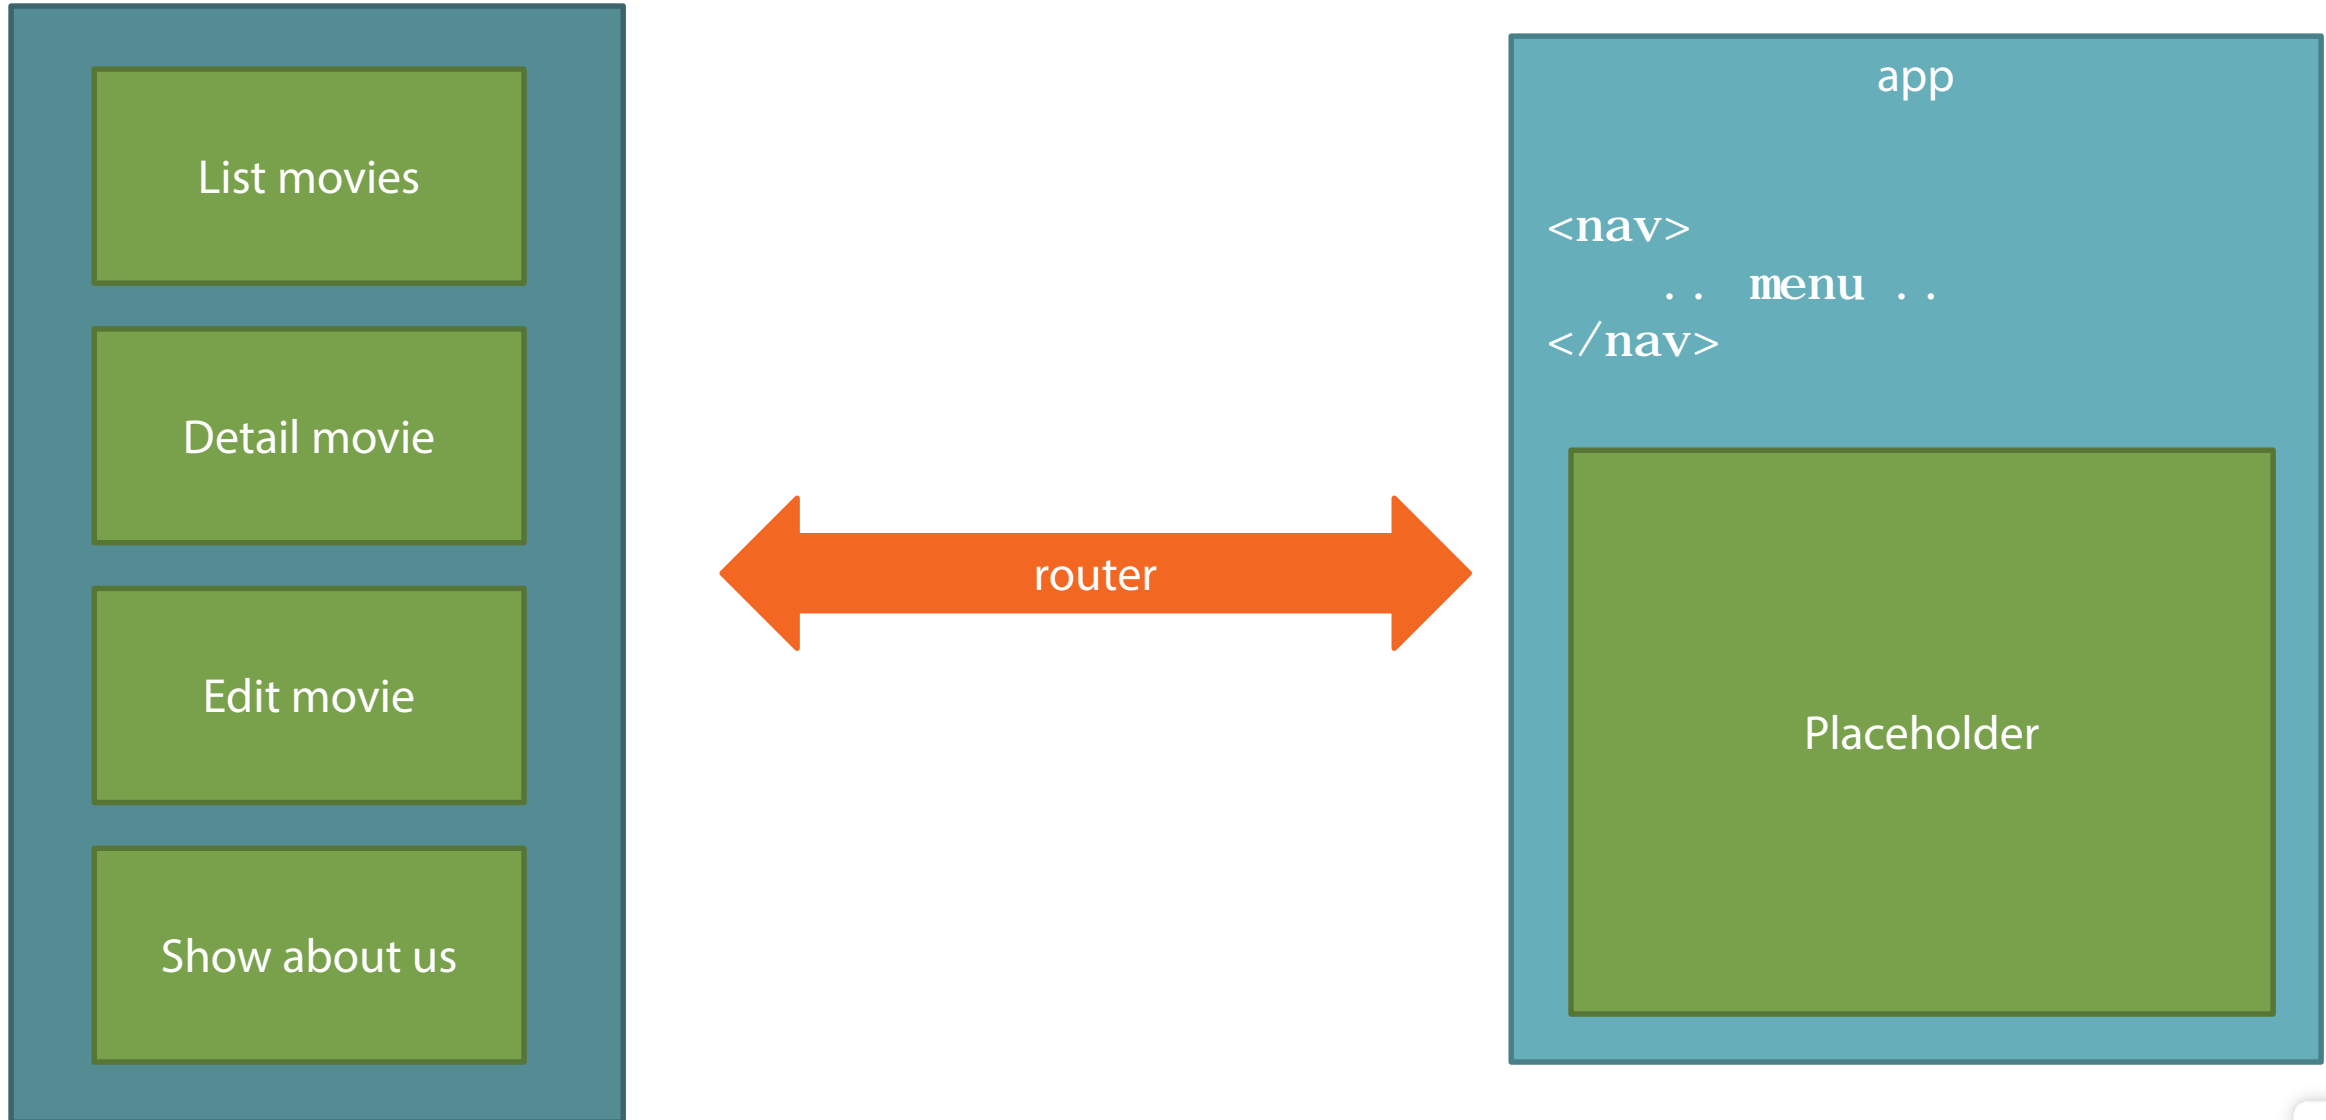 List movies
Detail movie
Edit movie
Show about us
router
app
<nav>
.. menu ..
</nav>
Placeholder